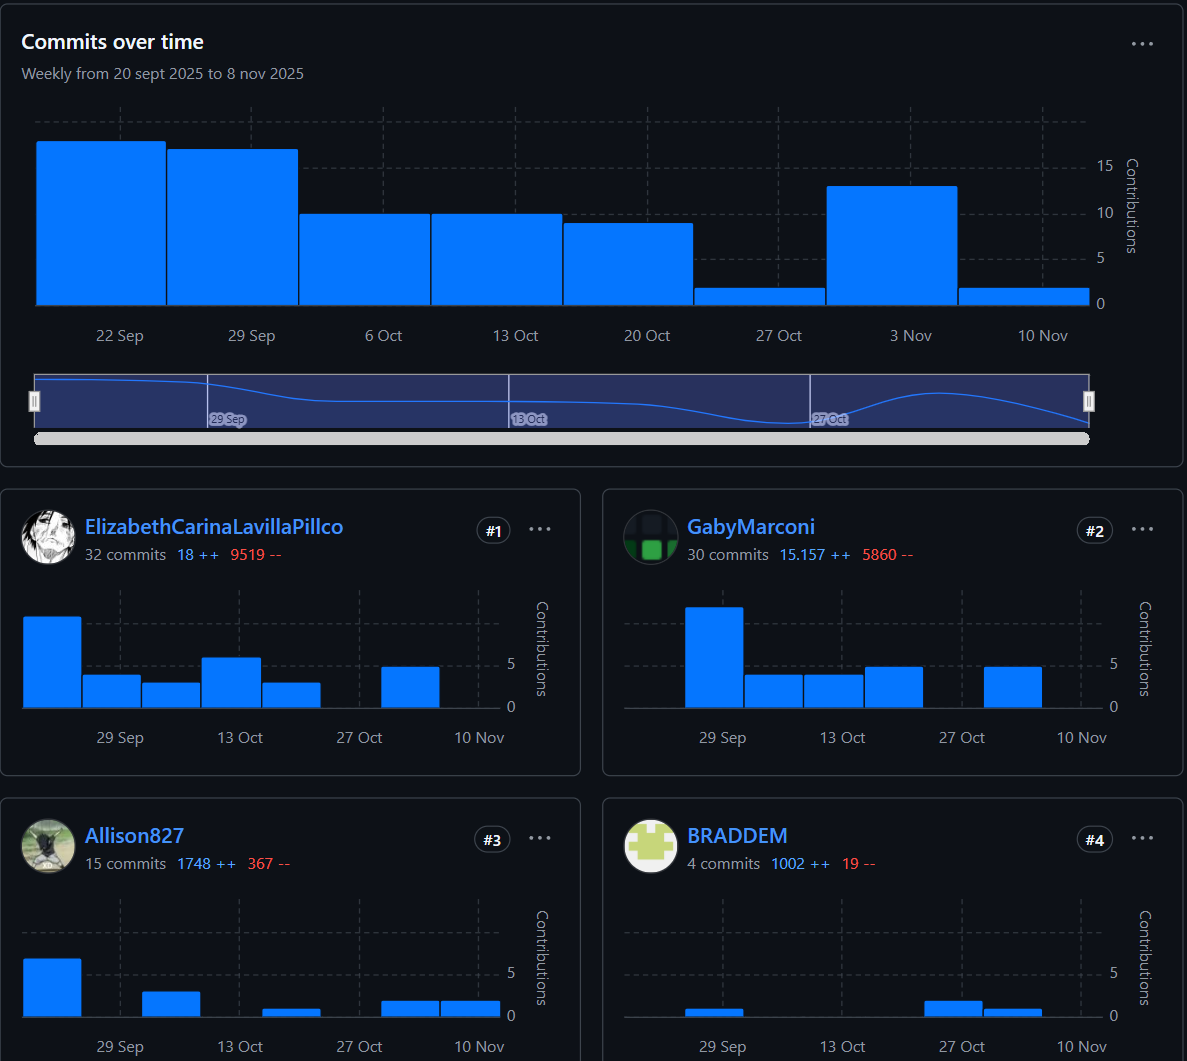 Commits over time
Weekly from 20 sept 2025 to 8 nov 2025
15
10
5
0
Contributions
22 Sep
29 Sep
6 Oct
13 Oct
20 Oct
27 Oct
3 Nov
10 Nov
29 Sep
13 Oct
27 Oct
ElizabethCarinaLavillaPillco
#1
32 commits 18 ++ 9519 --
Contributions
5
0
29 Sep
13 Oct
27 Oct
10 Nov
GabyMarconi
#2
30 commits 15.157 ++ 5860 --
Contributions
5
0
29 Sep
13 Oct
27 Oct
10 Nov
Allison827
#3
15 commits 1748 ++ 367 --
Contributions
5
0
29 Sep
13 Oct
27 Oct
10 Nov
BRADDEM
#4
4 commits 1002 ++ 19 --
Contributions
5
0
29 Sep
13 Oct
27 Oct
10 Nov